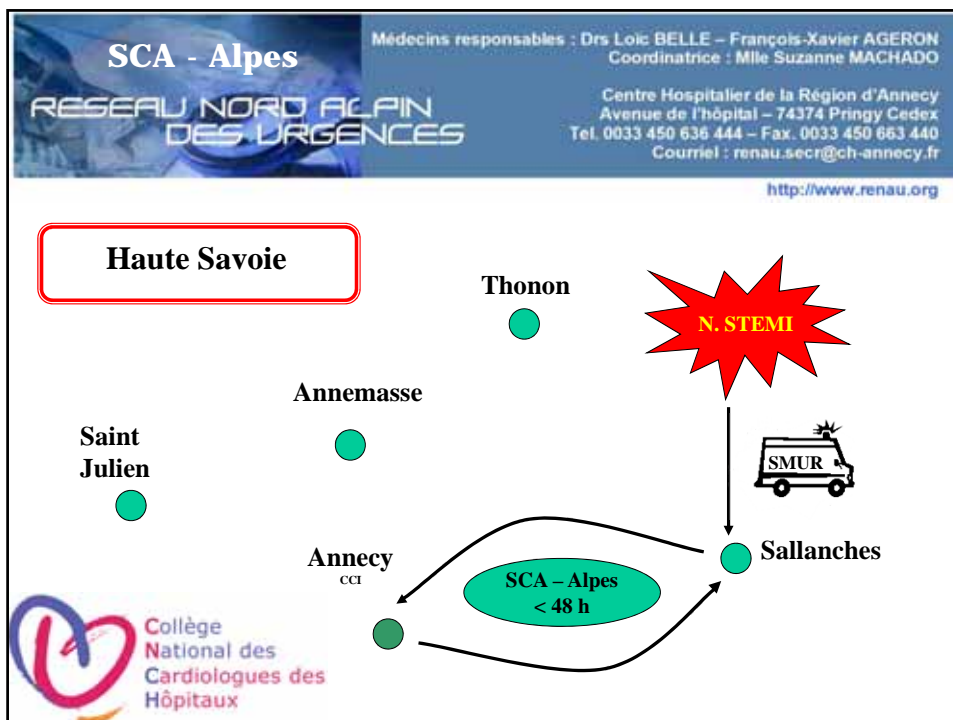 SCA - Alpes
RESEAU NORD ALPIN
DES URGENCES
Médecins responsables : Drs Loïc BELLE – François-Xavier AGERON
Coordinatrice : Mlle Suzanne MACHADO
Centre Hospitalier de la Région d'Annecy
Avenue de l'hôpital – 74374 Pringy Cedex
Tel. 0033 450 636 444 – Fax. 0033 450 663 440
Courriel : renau.secr@ch-annecy.fr
http://www.renau.org
Haute Savoie
Thonon
N. STEMI
Annemasse
Saint
Julien
SMUR
Annecy
CCI
Sallanches
SCA – Alpes
< 48 h
Collège
National des
Cardiologues des
Hôpitaux